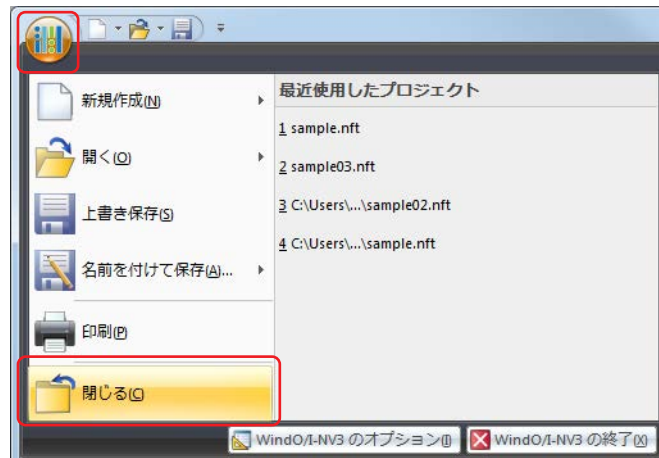 新規作成(N)
開く(O)
上書き保存(S)
名前を付けて保存(A)...
印刷(P)
閉じる(C)
最近使用したプロジェクト
1 sample.nft
2 sample03.nft
3 C:\Users\...\sample02.nft
4 C:\Users\...\sample.nft
WindO/I-NV3 のオプション(I)
WindO/I-NV3 の終了(X)